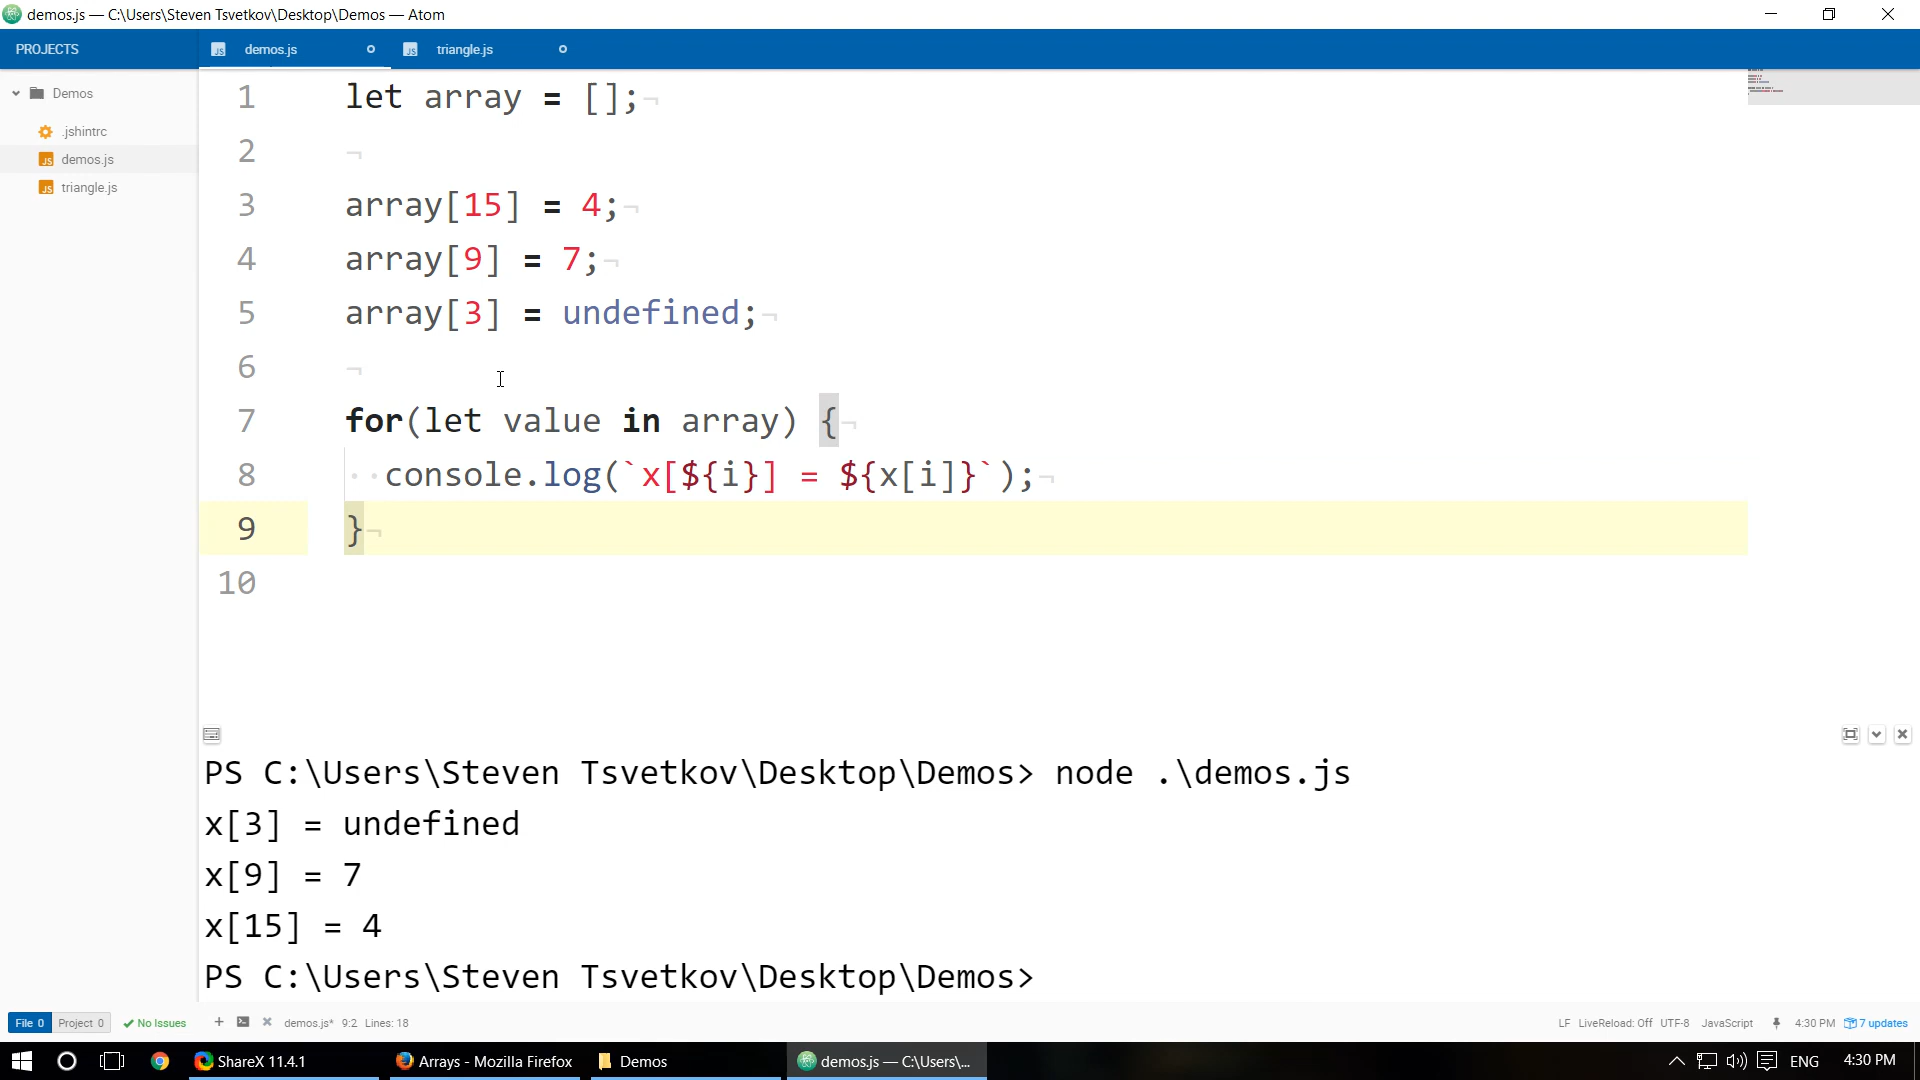 demos.js — C:\Users\Steven Tsvetkov\Desktop\Demos — Atom
PROJECTS
demos.js
triangle.js
Demos
.jshintrc
demos.js
triangle.js
1 let array = [];¬
2 ¬
3 array[15] = 4;¬
4 array[9] = 7;¬
5 array[3] = undefined;¬
6 ¬
7 for(let value in array) {¬
8 ··console.log(`x[${i}] = ${x[i]}`);¬
9 }¬
10
PS C:\Users\Steven Tsvetkov\Desktop\Demos> node .\demos.js
x[3] = undefined
x[9] = 7
x[15] = 4
PS C:\Users\Steven Tsvetkov\Desktop\Demos>
File 0 Project 0 No Issues + demos.js* 9:2 Lines: 18 LF LiveReload: Off UTF-8 JavaScript 4:30 PM 7 updates
ShareX 11.4.1 Arrays - Mozilla Firefox Demos demos.js — C:\Users\... ENG 4:30 PM